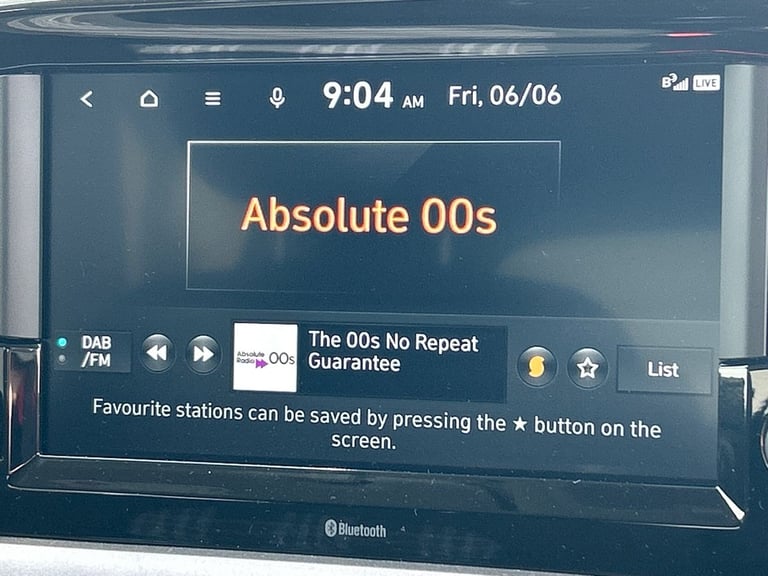 9:04 AM Fri, 06/06
LIVE
Absolute 00s
DAB
/FM
Absolute
Radio 00s
The 00s No Repeat
Guarantee
List
Favourite stations can be saved by pressing the ★ button on the
screen.
Bluetooth